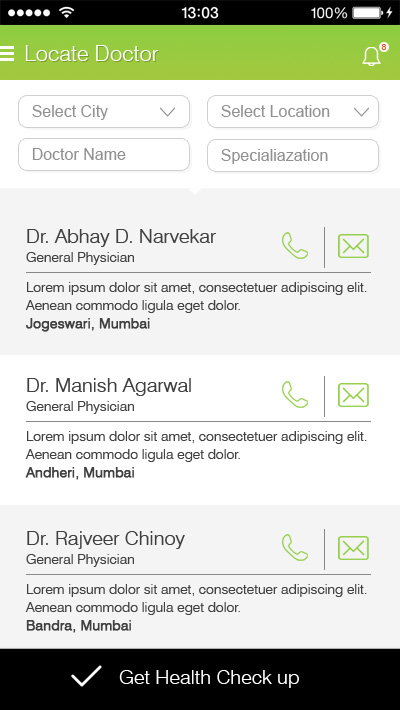 13:03 100%
Locate Doctor 8
Select City Select Location
Doctor Name Specialiazation
Dr. Abhay D. Narvekar
General Physician
Lorem ipsum dolor sit amet, consectetuer adipiscing elit.
Aenean commodo ligula eget dolor.
Jogeswari, Mumbai
Dr. Manish Agarwal
General Physician
Lorem ipsum dolor sit amet, consectetuer adipiscing elit.
Aenean commodo ligula eget dolor.
Andheri, Mumbai
Dr. Rajveer Chinoy
General Physician
Lorem ipsum dolor sit amet, consectetuer adipiscing elit.
Aenean commodo ligula eget dolor.
Bandra, Mumbai
Get Health Check up